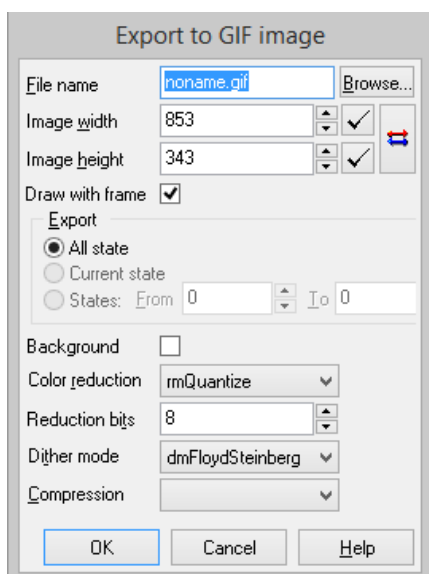 Export to GIF image
File name noname.gif Browse...
Image width 853
Image height 343
Draw with frame
Export
All state
Current state
States: From 0 To 0
Background
Color reduction rmQuantize
Reduction bits 8
Dither mode dmFloydSteinberg
Compression
OK Cancel Help